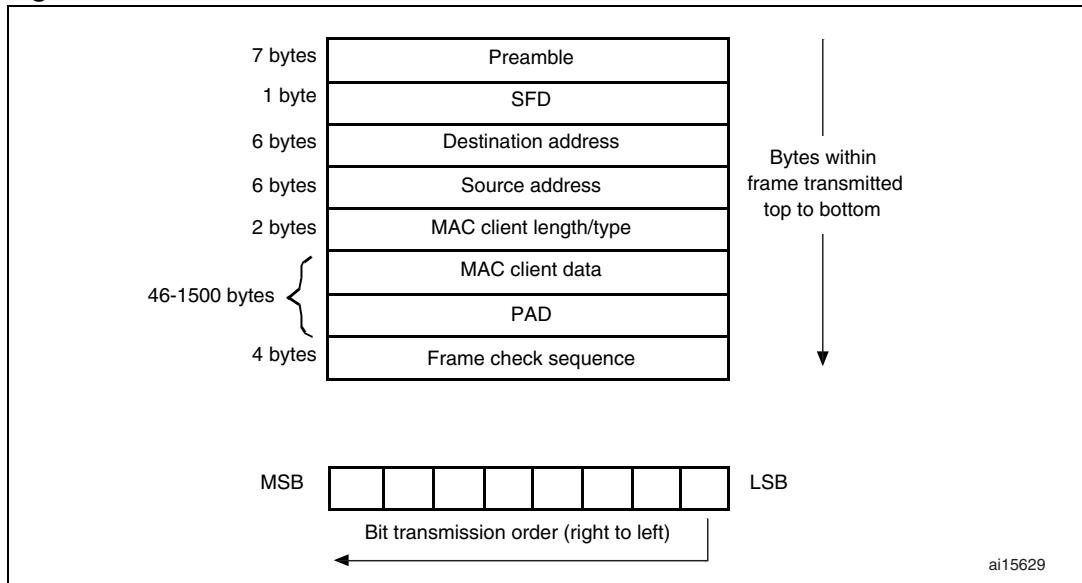 7 bytes Preamble
1 byte SFD
6 bytes Destination address
6 bytes Source address
2 bytes MAC client length/type
46-1500 bytes MAC client data
PAD
4 bytes Frame check sequence
Bytes within
frame transmitted
top to bottom
MSB LSB
Bit transmission order (right to left)
ai15629